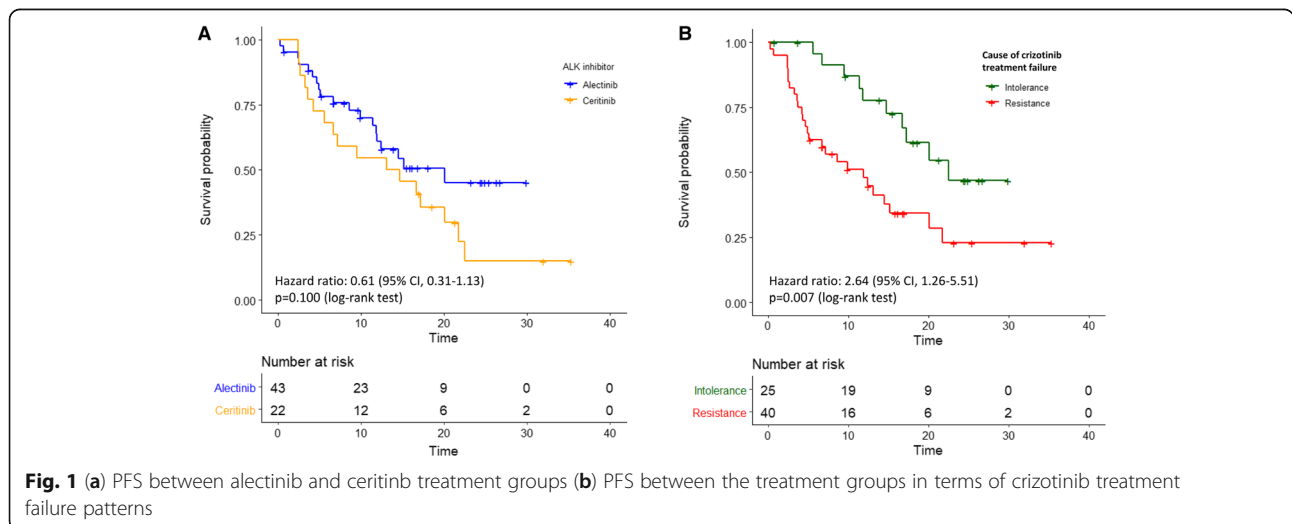 A
1.00
0.75
0.50
0.25
0.00
Survival probability
ALK inhibitor
Alectinib
Ceritinib
Hazard ratio: 0.61 (95% CI, 0.31-1.13)
p=0.100 (log-rank test)
0 10 20 30 40
Time
Number at risk
Alectinib 43 23 9 0 0
Ceritinib 22 12 6 2 0
0 10 20 30 40
Time
B
1.00
0.75
0.50
0.25
0.00
Survival probability
Cause of crizotinib
treatment failure
Intolerance
Resistance
Hazard ratio: 2.64 (95% CI, 1.26-5.51)
p=0.007 (log-rank test)
0 10 20 30 40
Time
Number at risk
Intolerance 25 19 9 0 0
Resistance 40 16 6 2 0
0 10 20 30 40
Time
Fig. 1 (a) PFS between alectinib and ceritinb treatment groups (b) PFS between the treatment groups in terms of crizotinib treatment
failure patterns